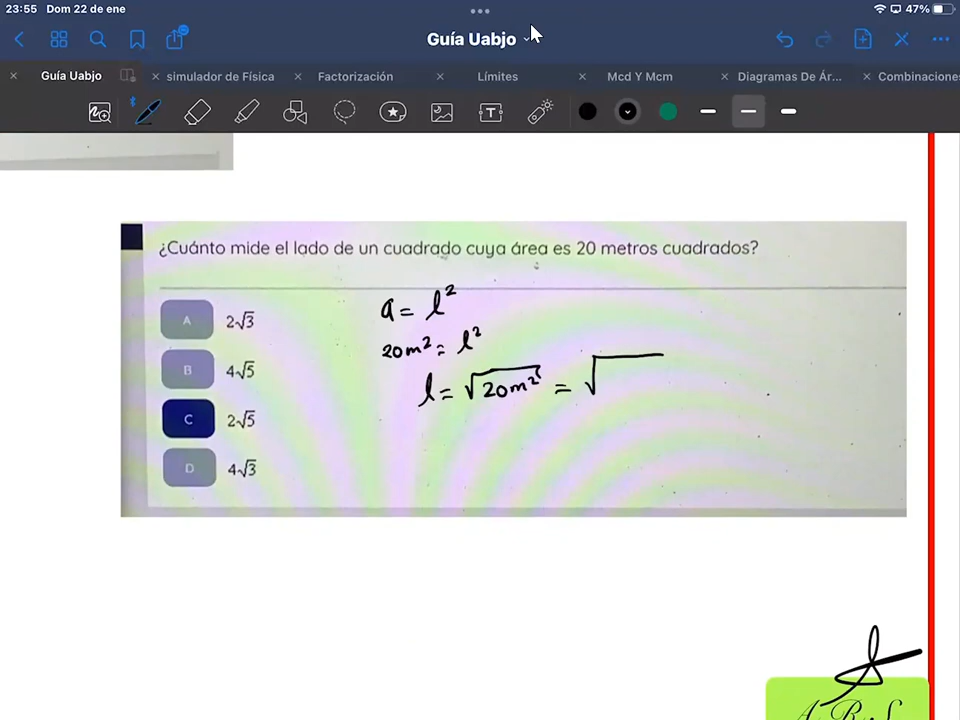 23:55 Dom 22 de ene
47%
Guía Uabjo
Guía Uabjo
simulador de Física
Factorización
Límites
Mcd Y Mcm
Diagramas De Ár...
Combinaciones
¿Cuánto mide el lado de un cuadrado cuya área es 20 metros cuadrados?
A 2√3
B 4√5
C 2√5
D 4√3
a = l²
20m² = l²
l = √20m² = √